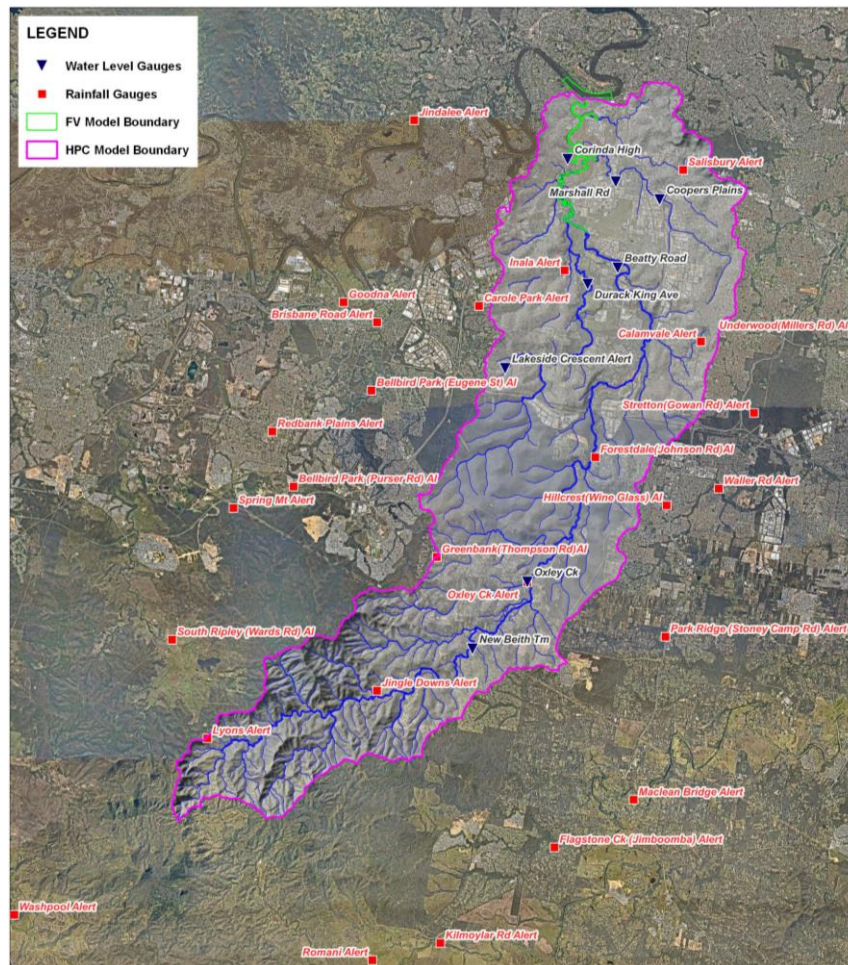 LEGEND
Water Level Gauges
Rainfall Gauges
FV Model Boundary
HPC Model Boundary
Jindalee Alert
Corinda High
Salisbury Alert
Marshall Rd
Coopers Plains
Beatty Road
Inala Alert
Durack King Ave
Goodna Alert
Carole Park Alert
Brisbane Road Alert
Underwood(Millers Rd) Al
Calamvale Alert
Lakeside Crescent Alert
Bellbird Park (Eugene St) Al
Stretton(Gowan Rd) Alert
Redbank Plains Alert
Forestdale(Johnson Rd)Al
Bellbird Park (Purser Rd) Al
Waller Rd Alert
Hillcrest(Wine Glass) Al
Spring Mt Alert
Greenbank(Thompson Rd)Al
Oxley Ck
Oxley Ck Alert
South Ripley (Wards Rd) Al
Park Ridge (Stoney Camp Rd) Alert
New Beith Tm
Jingle Downs Alert
Lyons Alert
Maclean Bridge Alert
Flagstone Ck (Jimboomba) Alert
Washpool Alert
Kilmoylar Rd Alert
Romani Alert